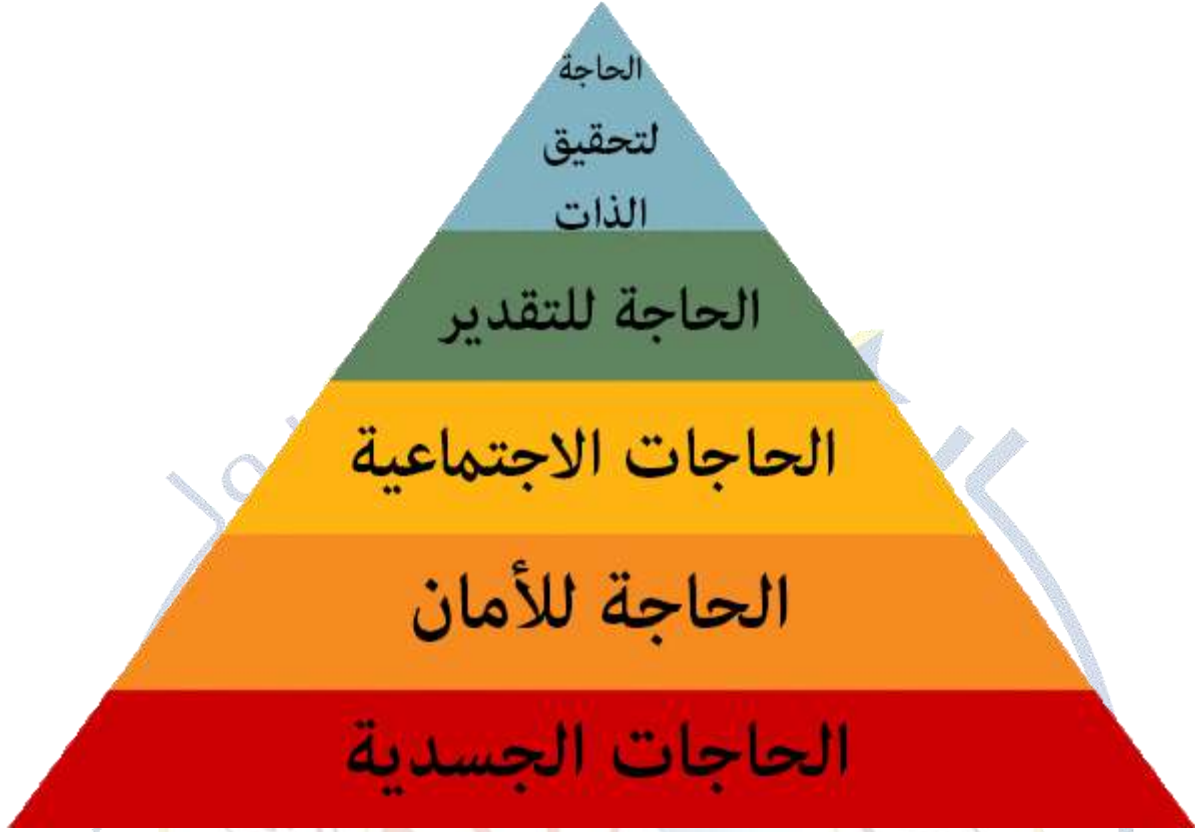 الحاجة
لتحقيق
الذات
الحاجة للتقدير
الحاجات الاجتماعية
الحاجة للأمان
الحاجات الجسدية